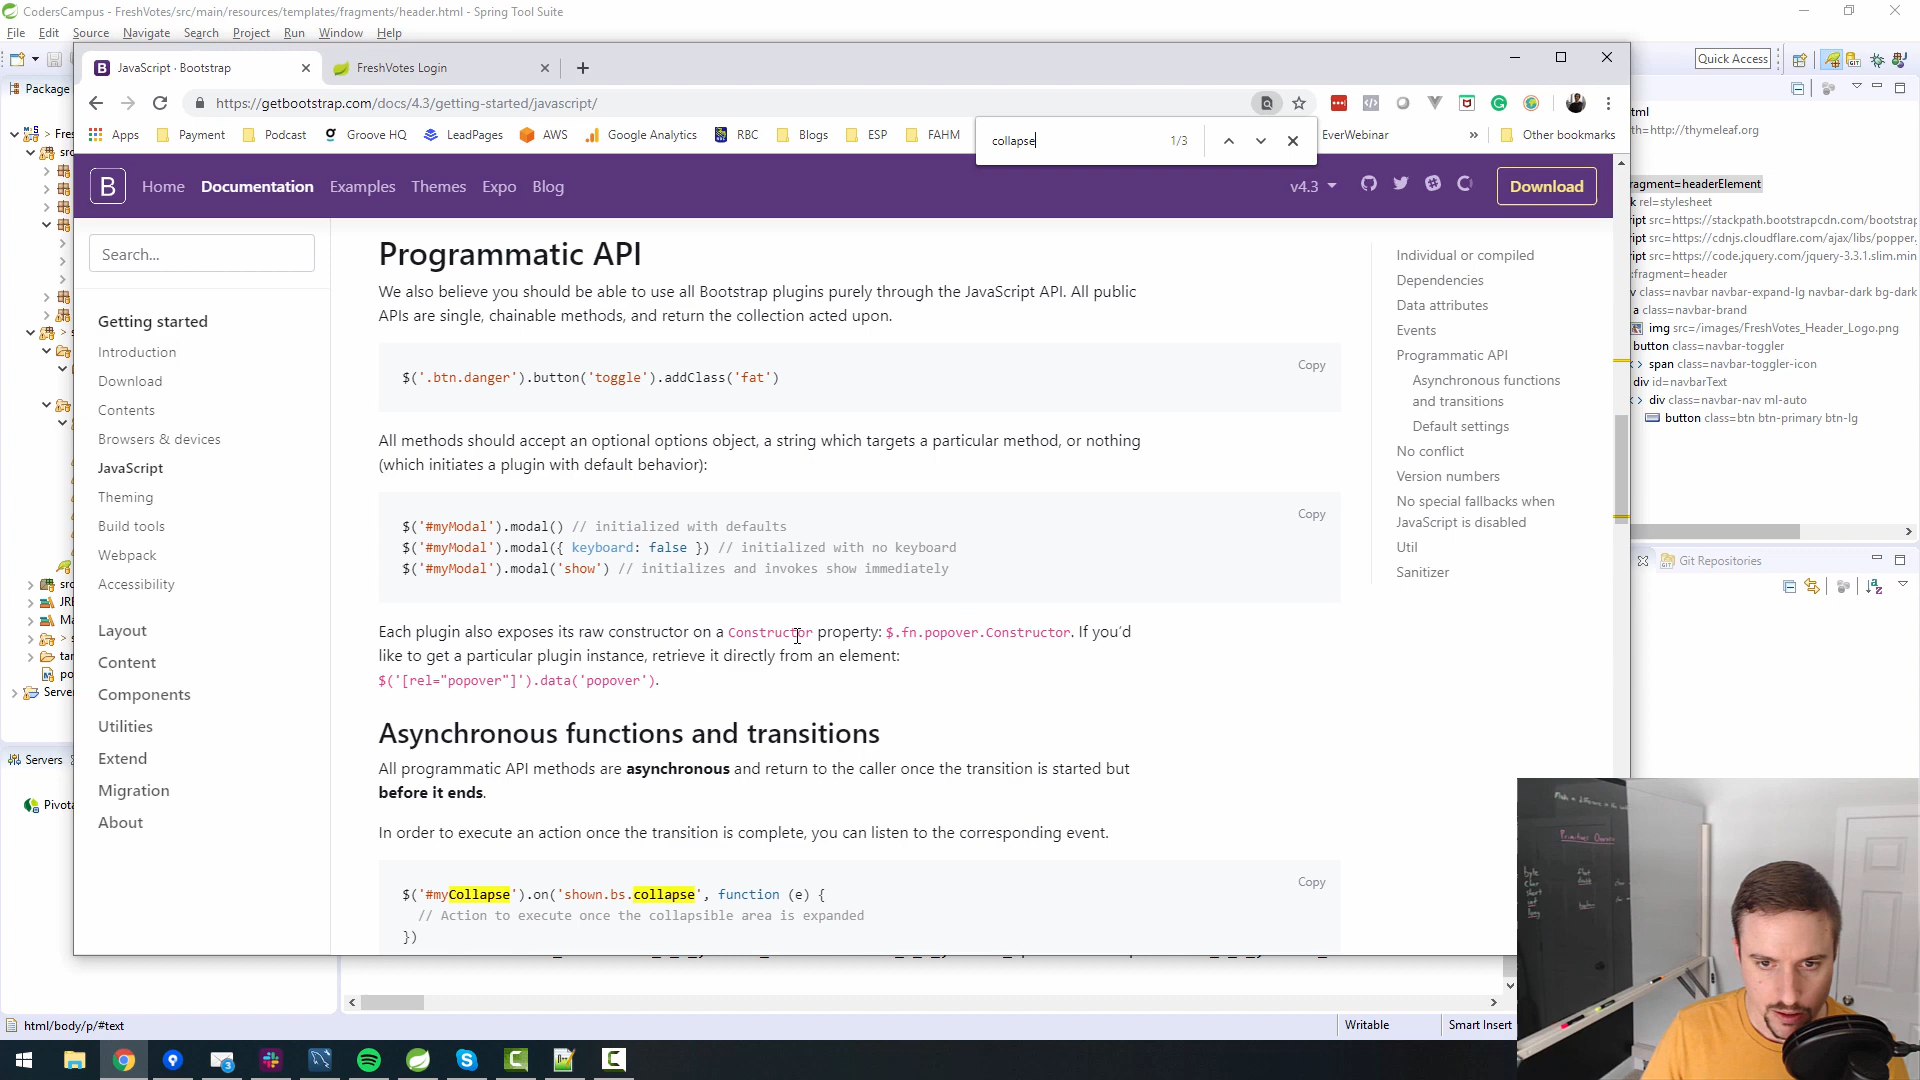 CodersCampus - FreshVotes/src/main/resources/templates/fragments/header.html - Spring Tool Suite
File Edit Source Navigate Search Project Run Window Help
Quick Access
JavaScript · Bootstrap
FreshVotes Login
Package
https://getbootstrap.com/docs/4.3/getting-started/javascript/
Apps Payment Podcast Groove HQ LeadPages AWS Google Analytics RBC Blogs ESP FAHM EverWebinar » Other bookmarks
collapse 1/3
Home Documentation Examples Themes Expo Blog v4.3 Download
Search...
Getting started
Introduction
Download
Contents
Browsers & devices
JavaScript
Theming
Build tools
Webpack
Accessibility
Layout
Content
Components
Utilities
Extend
Migration
About
Programmatic API
We also believe you should be able to use all Bootstrap plugins purely through the JavaScript API. All public
APIs are single, chainable methods, and return the collection acted upon.
Copy
$('.btn.danger').button('toggle').addClass('fat')
All methods should accept an optional options object, a string which targets a particular method, or nothing
(which initiates a plugin with default behavior):
Copy
$('#myModal').modal() // initialized with defaults
$('#myModal').modal({ keyboard: false }) // initialized with no keyboard
$('#myModal').modal('show') // initializes and invokes show immediately
Each plugin also exposes its raw constructor on a Constructor property: $.fn.popover.Constructor. If you'd
like to get a particular plugin instance, retrieve it directly from an element:
$('[rel="popover"]').data('popover').
Asynchronous functions and transitions
All programmatic API methods are asynchronous and return to the caller once the transition is started but
before it ends.
In order to execute an action once the transition is complete, you can listen to the corresponding event.
Copy
$('#myCollapse').on('shown.bs.collapse', function (e) {
// Action to execute once the collapsible area is expanded
})
Individual or compiled
Dependencies
Data attributes
Events
Programmatic API
Asynchronous functions
and transitions
Default settings
No conflict
Version numbers
No special fallbacks when
JavaScript is disabled
Util
Sanitizer
html
th=http://thymeleaf.org
ragment=headerElement
k rel=stylesheet
ipt src=https://stackpath.bootstrapcdn.com/bootstrap
ipt src=https://cdnjs.cloudflare.com/ajax/libs/popper.
ipt src=https://code.jquery.com/jquery-3.3.1.slim.min
:fragment=header
v class=navbar navbar-expand-lg navbar-dark bg-dark
a class=navbar-brand
img src=/images/FreshVotes_Header_Logo.png
button class=navbar-toggler
span class=navbar-toggler-icon
div id=navbarText
div class=navbar-nav ml-auto
button class=btn btn-primary btn-lg
Git Repositories
Fres
src
JRE
Ma
tar
po
Serve
Servers
Pivota
html/body/p/#text
Writable
Smart Insert